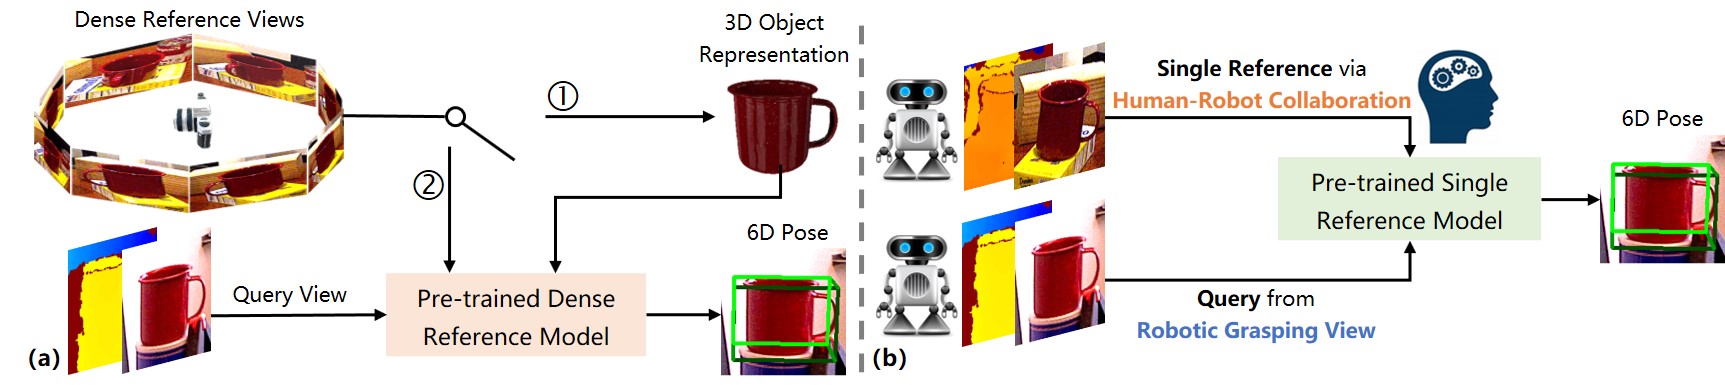 Dense Reference Views
3D Object
Representation
①
②
Query View
Pre-trained Dense
Reference Model
6D Pose
(a)
Single Reference via
Human-Robot Collaboration
Pre-trained Single
Reference Model
6D Pose
Query from
Robotic Grasping View
(b)